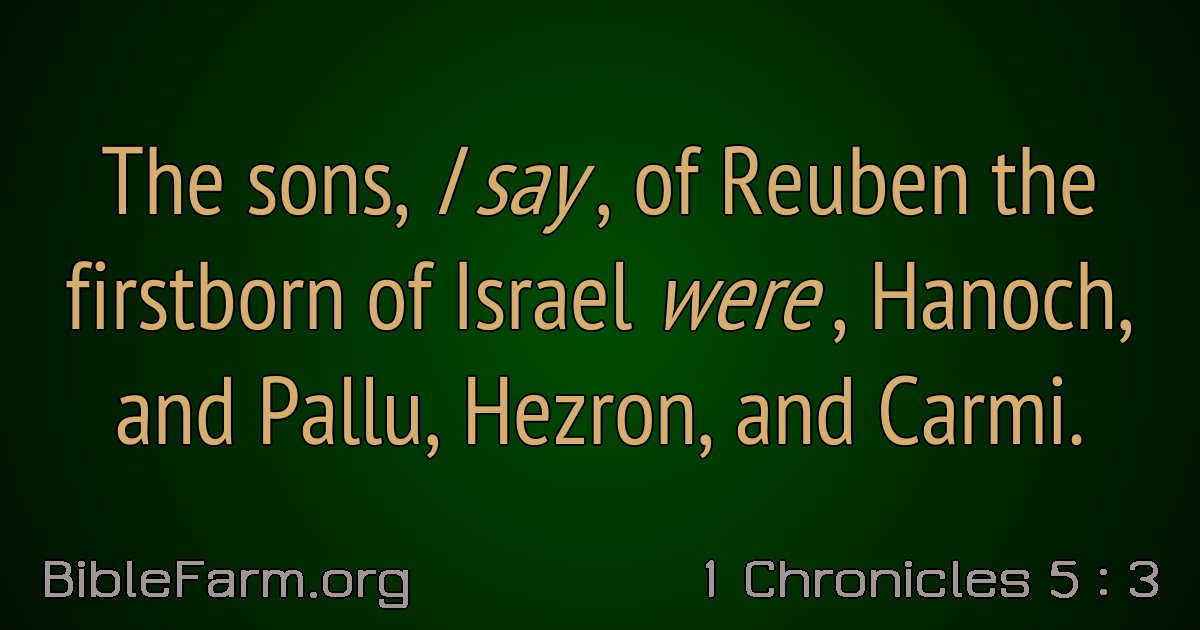 The sons, I say, of Reuben the
firstborn of Israel were, Hanoch,
and Pallu, Hezron, and Carmi.
BibleFarm.org
1 Chronicles 5 : 3